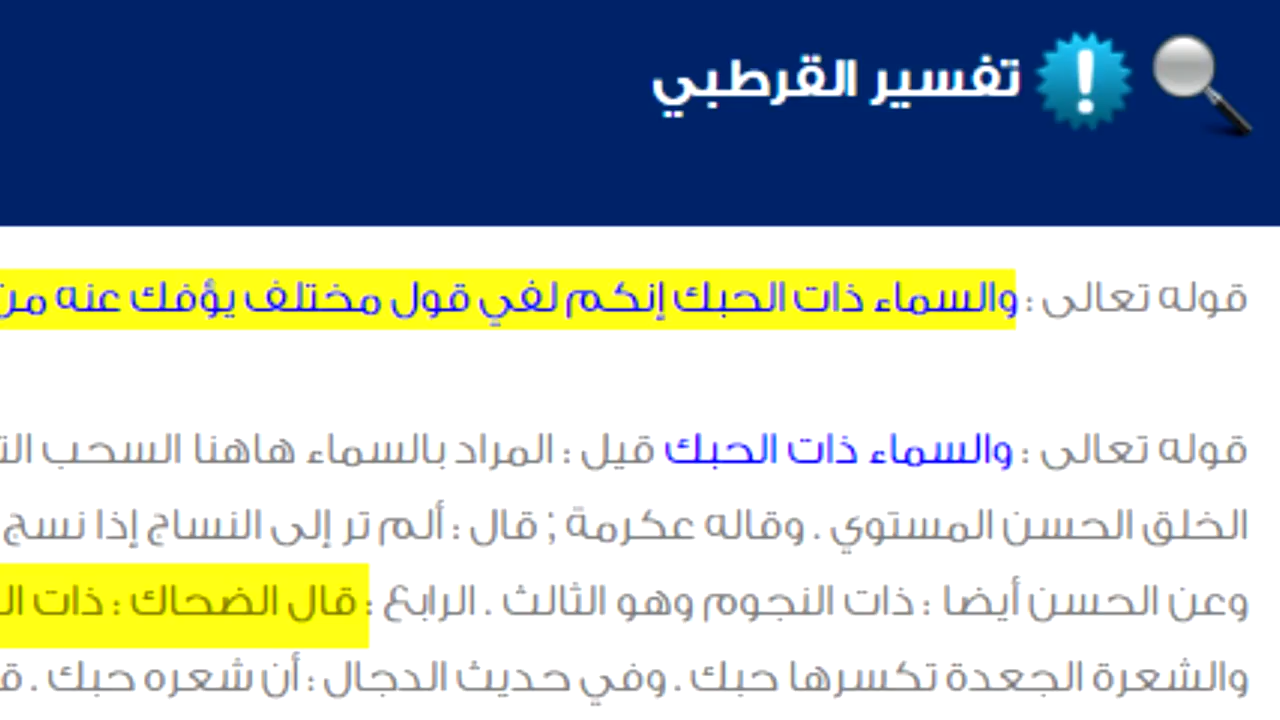 تفسير القرطبي
قوله تعالى : والسماء ذات الحبك إنكم لفي قول مختلف يؤفك عنه من
قوله تعالى : والسماء ذات الحبك قيل : المراد بالسماء هاهنا السحب
الخلق الحسن المستوي . وقاله عكرمة ; قال : ألم تر إلى النساج إذا نسج
وعن الحسن أيضا : ذات النجوم وهو الثالث . الرابع : قال الضحاك : ذات
والشعرة الجعدة تكسرها حبك . وفي حديث الدجال : أن شعره حبك .